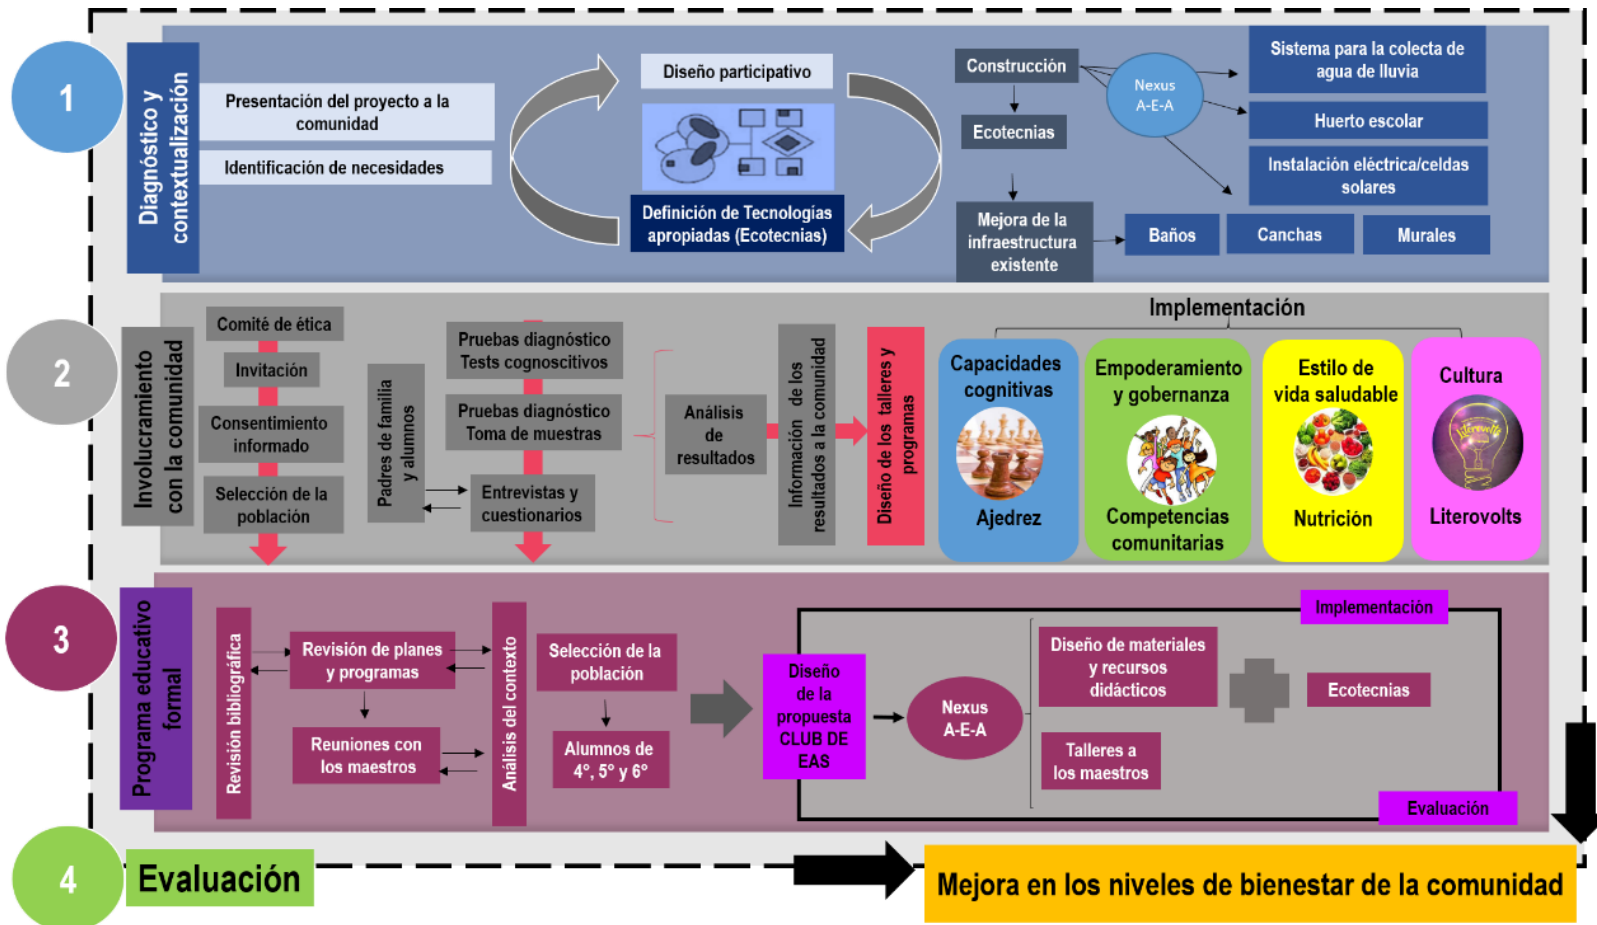 1
Diagnóstico y
contextualización
Presentación del proyecto a la
comunidad
Identificación de necesidades
Diseño participativo
Definición de Tecnologías
apropiadas (Ecotecnias)
Construcción
Ecotecnias
Mejora de la
infraestructura
existente
Nexus
A-E-A
Sistema para la colecta de
agua de lluvia
Huerto escolar
Instalación eléctrica/celdas
solares
Baños
Canchas
Murales
2
Involucramiento
con la comunidad
Comité de ética
Invitación
Consentimiento
informado
Selección de la
población
Padres de familia
y alumnos
Pruebas diagnóstico
Tests cognoscitivos
Pruebas diagnóstico
Toma de muestras
Entrevistas y
cuestionarios
Análisis
de
resultados
Información de los
resultados a la comunidad
Diseño de los talleres y
programas
Implementación
Capacidades
cognitivas
Ajedrez
Empoderamiento
y gobernanza
Competencias
comunitarias
Estilo de
vida saludable
Nutrición
Cultura
Literovolts
Literovolts
3
Programa educativo
formal
Revisión bibliográfica
Revisión de planes
y programas
Reuniones con
los maestros
Análisis del contexto
Selección de la
población
Alumnos de
4°, 5° y 6°
Diseño
de la
propuesta
CLUB DE
EAS
Nexus
A-E-A
Implementación
Diseño de materiales
y recursos
didácticos
Ecotecnias
Talleres a
los maestros
Evaluación
4
Evaluación
Mejora en los niveles de bienestar de la comunidad